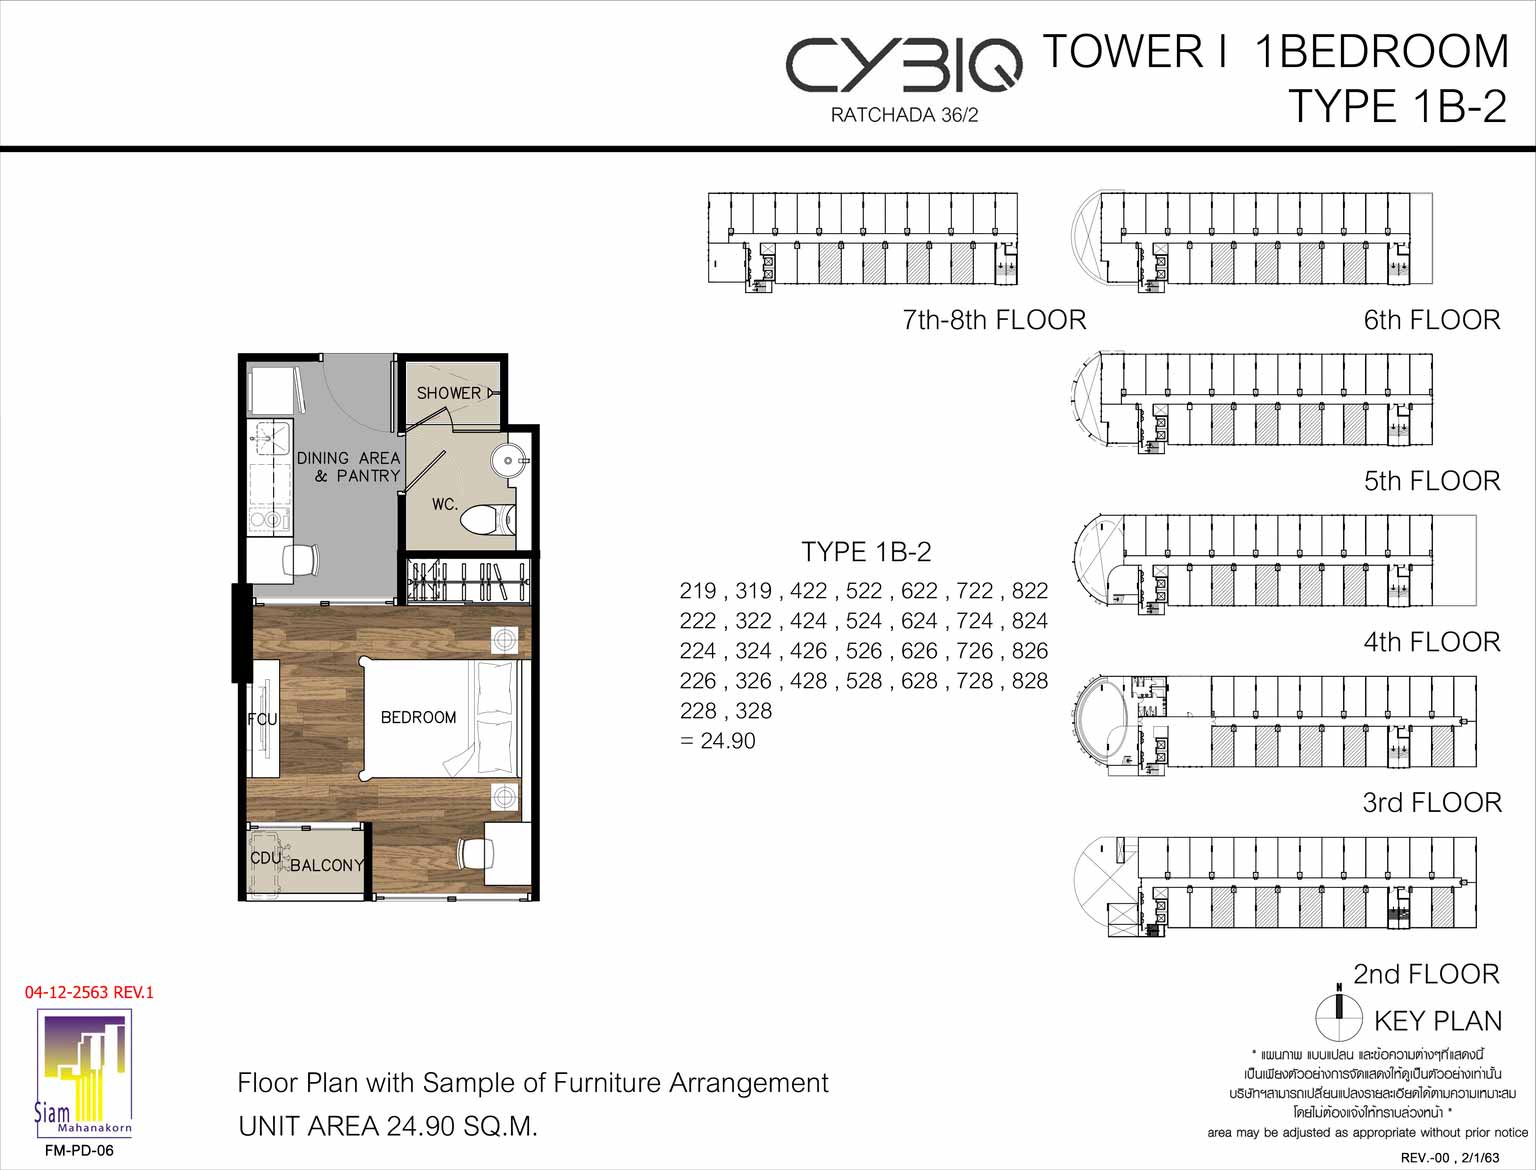 CYBIQ
RATCHADA 36/2
TOWER I 1BEDROOM
TYPE 1B-2
7th-8th FLOOR
6th FLOOR
5th FLOOR
4th FLOOR
3rd FLOOR
2nd FLOOR
N
KEY PLAN
SHOWER
DINING AREA
& PANTRY
WC.
FCU
BEDROOM
CDU
BALCONY
TYPE 1B-2
219 , 319 , 422 , 522 , 622 , 722 , 822
222 , 322 , 424 , 524 , 624 , 724 , 824
224 , 324 , 426 , 526 , 626 , 726 , 826
226 , 326 , 428 , 528 , 628 , 728 , 828
228 , 328
= 24.90
04-12-2563 REV.1
Siam
Mahanakorn
FM-PD-06
Floor Plan with Sample of Furniture Arrangement
UNIT AREA 24.90 SQ.M.
* แผนภาพ แบบแปลน และข้อความต่างๆที่แสดงนี้
เป็นเพียงตัวอย่างการจัดแสดงให้ดูเป็นตัวอย่างเท่านั้น
บริษัทฯสามารถเปลี่ยนแปลงรายละเอียดได้ตามความเหมาะสม
โดยไม่ต้องแจ้งให้ทราบล่วงหน้า *
area may be adjusted as appropriate without prior notice
REV.-00 , 2/1/63